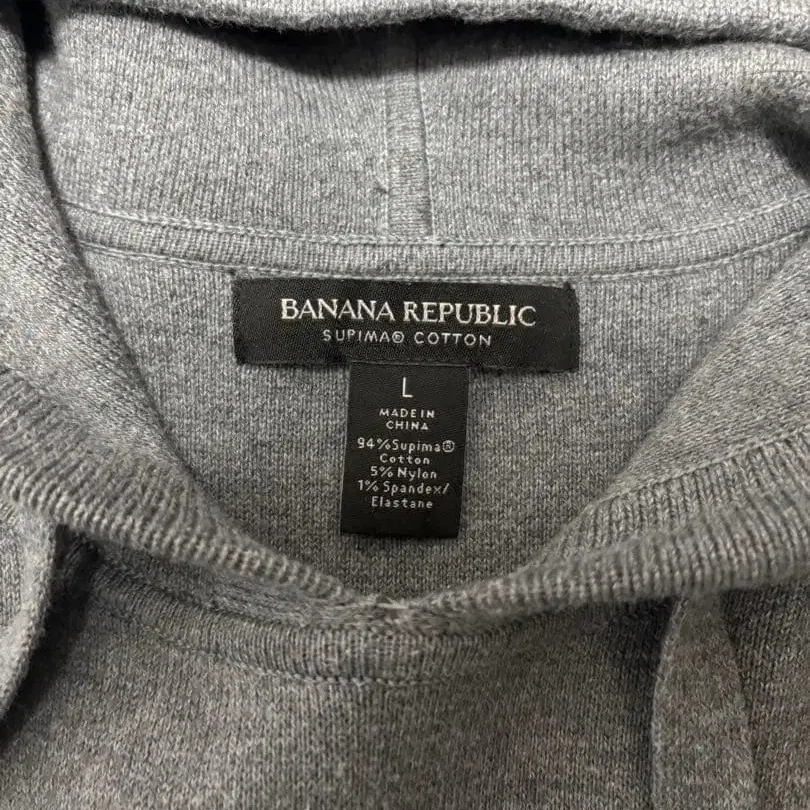 BANANA REPUBLIC
SUPIMA® COTTON
L
MADE IN
CHINA
94%Supima®
Cotton
5% Nylon
1% Spandex/
Elastane